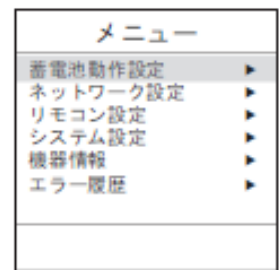 メニュー
蓄電池動作設定 ▶
ネットワーク設定 ▶
リモコン設定 ▶
システム設定 ▶
機器情報 ▶
エラー履歴 ▶